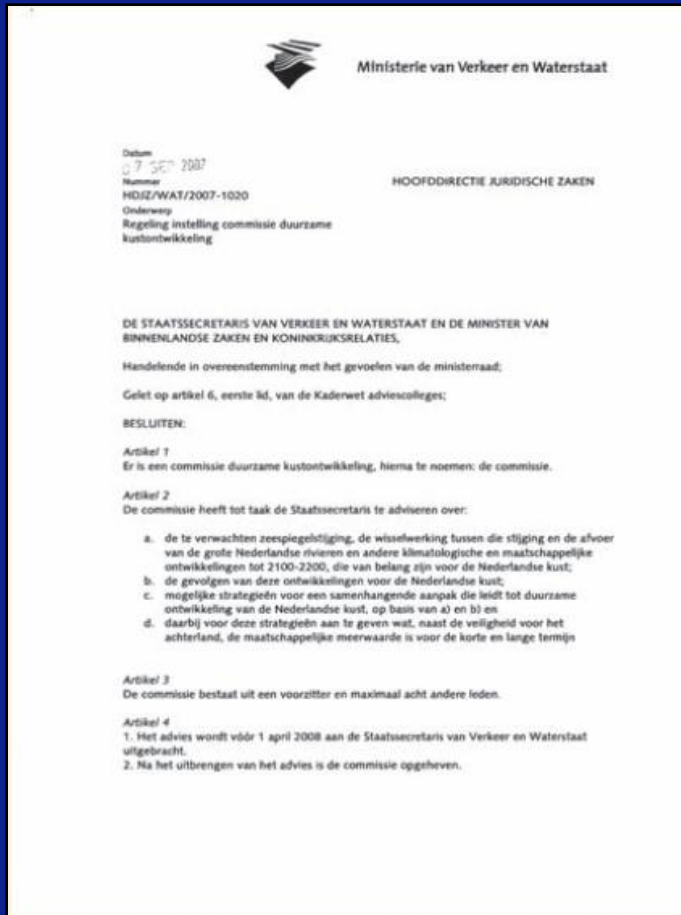 Ministerie van Verkeer en Waterstaat
Datum
07 SEP 2007
Nummer
HDJZ/WAT/2007-1020
Onderwerp
Regeling instelling commissie duurzame
kustontwikkeling
HOOFDDIRECTIE JURIDISCHE ZAKEN
DE STAATSSECRETARIS VAN VERKEER EN WATERSTAAT EN DE MINISTER VAN
BINNENLANDSE ZAKEN EN KONINKRIJKSRELATIES,
Handelende in overeenstemming met het gevoelen van de ministerraad;
Gelet op artikel 6, eerste lid, van de Kaderwet adviescolleges;
BESLUITEN:
Artikel 1
Er is een commissie duurzame kustontwikkeling, hierna te noemen: de commissie.
Artikel 2
De commissie heeft tot taak de Staatssecretaris te adviseren over:
a. de te verwachten zeespiegelstijging, de wisselwerking tussen die stijging en de afvoer
van de grote Nederlandse rivieren en andere klimatologische en maatschappelijke
ontwikkelingen tot 2100-2200, die van belang zijn voor de Nederlandse kust;
b. de gevolgen van deze ontwikkelingen voor de Nederlandse kust;
c. mogelijke strategieën voor een samenhangende aanpak die leidt tot duurzame
ontwikkeling van de Nederlandse kust, op basis van a) en b) en
d. daarbij voor deze strategieën aan te geven wat, naast de veiligheid voor het
achterland, de maatschappelijke meerwaarde is voor de korte en lange termijn
Artikel 3
De commissie bestaat uit een voorzitter en maximaal acht andere leden.
Artikel 4
1. Het advies wordt vóór 1 april 2008 aan de Staatssecretaris van Verkeer en Waterstaat
uitgebracht.
2. Na het uitbrengen van het advies is de commissie opgeheven.